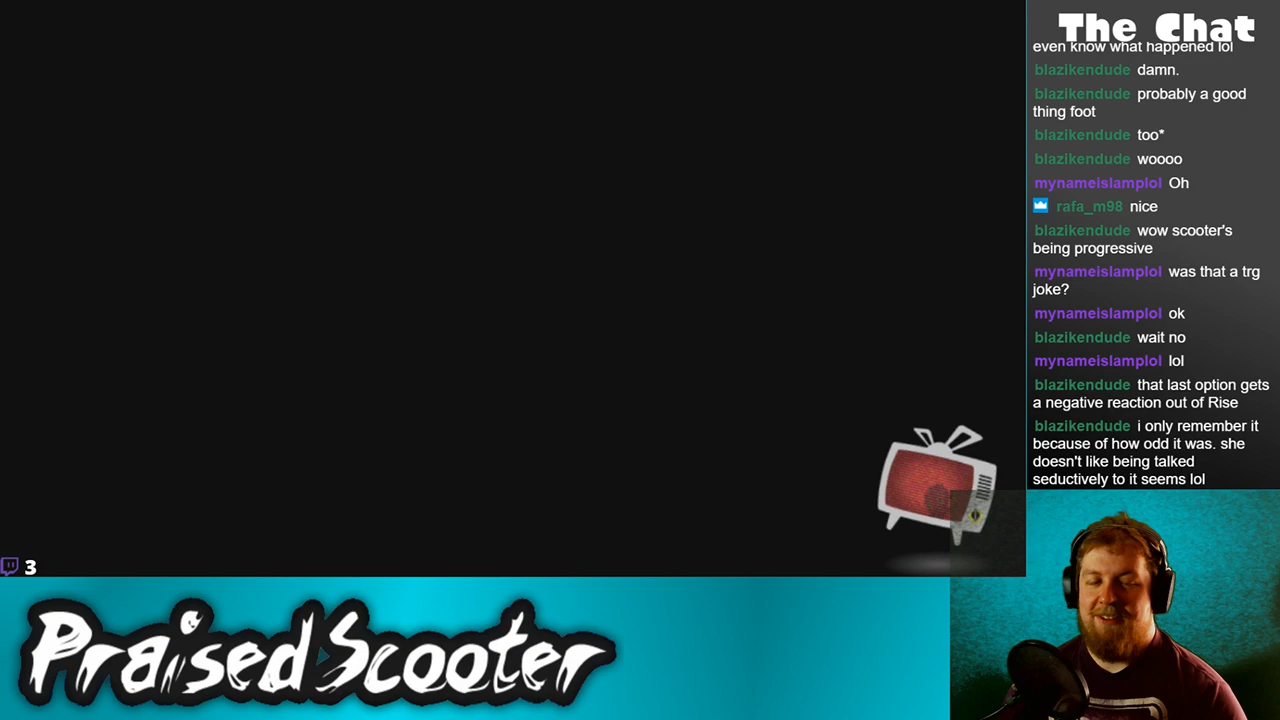 The Chat
even know what happened lol
blazikendude damn.
blazikendude probably a good
thing foot
blazikendude too*
blazikendude woooo
mynameislamplol Oh
rafa_m98 nice
blazikendude wow scooter's
being progressive
mynameislamplol was that a trg
joke?
mynameislamplol ok
blazikendude wait no
mynameislamplol lol
blazikendude that last option gets
a negative reaction out of Rise
blazikendude i only remember it
because of how odd it was. she
doesn't like being talked
seductively to it seems lol
3
PraisedScooter